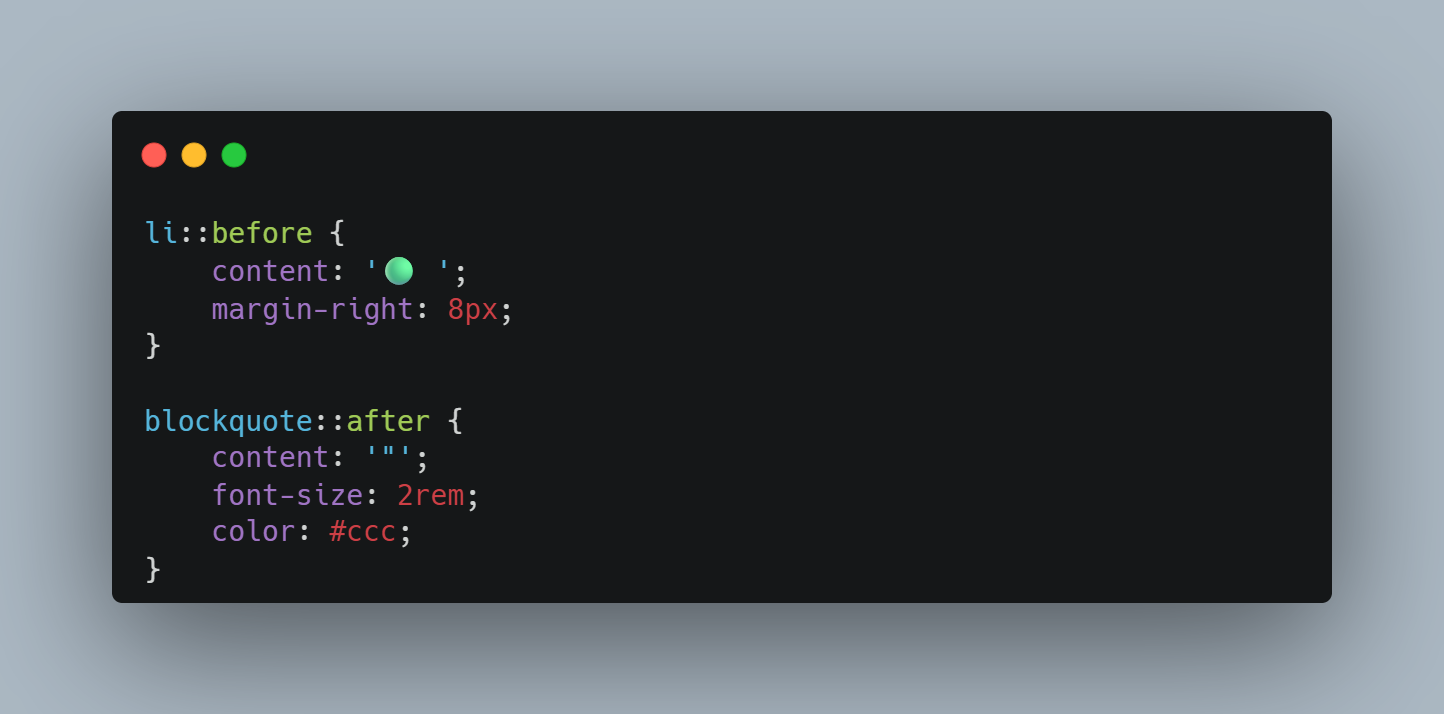 li::before {
    content: '🟢 ';
    margin-right: 8px;
}

blockquote::after {
    content: '"';
    font-size: 2rem;
    color: #ccc;
}